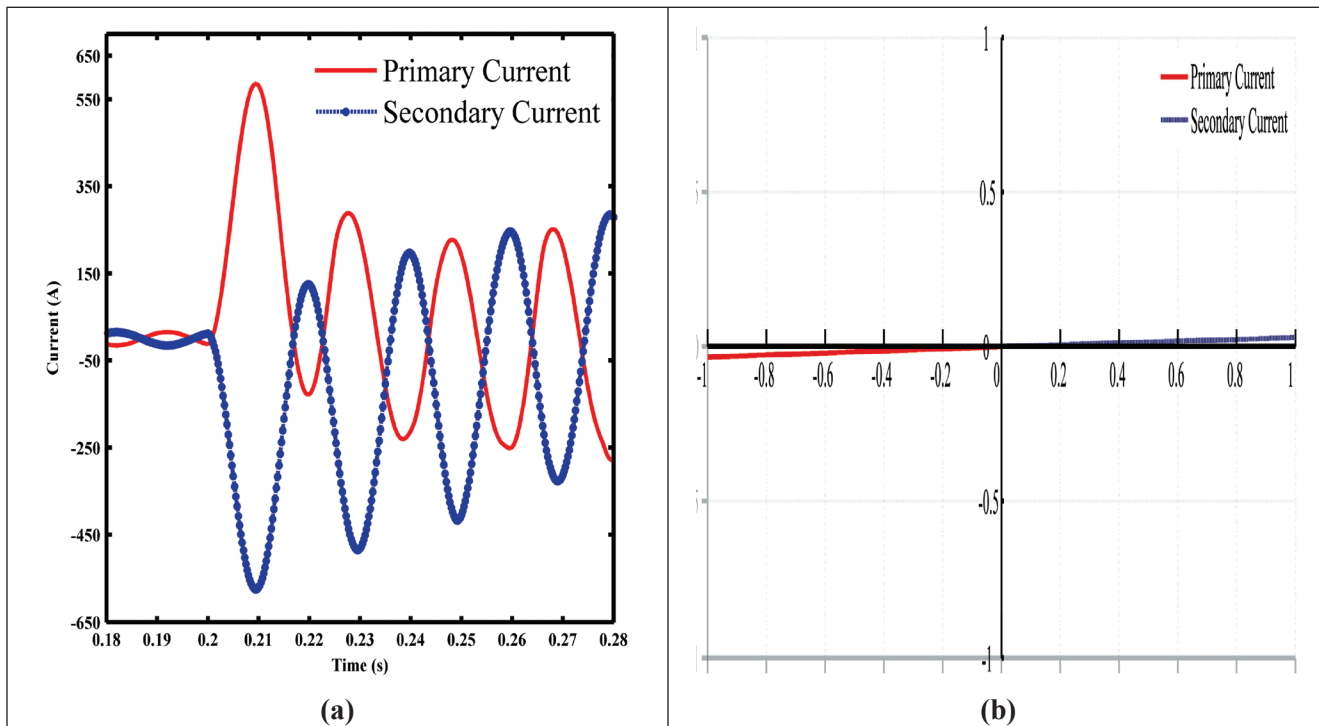 650
550
350
150
-50
-250
-450
-650
Current (A)
Primary Current
Secondary Current
0.18 0.19 0.2 0.21 0.22 0.23 0.24 0.25 0.26 0.27 0.28
Time (s)
(a)
1
0.5
0
-0.5
-1
Primary Current
Secondary Current
-1 -0.8 -0.6 -0.4 -0.2 0.2 0.4 0.6 0.8 1
(b)